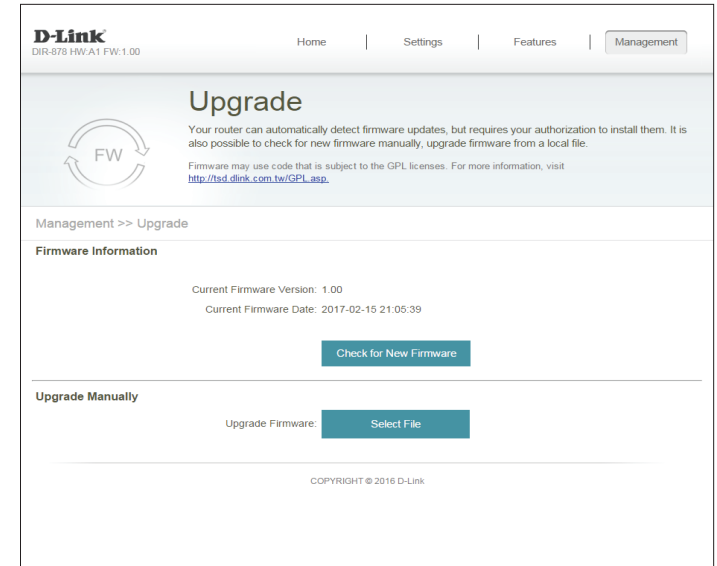 D-Link
DIR-878 HW:A1 FW:1.00
Home
Settings
Features
Management
FW
Upgrade
Your router can automatically detect firmware updates, but requires your authorization to install them. It is
also possible to check for new firmware manually, upgrade firmware from a local file.
Firmware may use code that is subject to the GPL licenses. For more information, visit
http://tsd.dlink.com.tw/GPL.asp.
Management >> Upgrade
Firmware Information
Current Firmware Version: 1.00
Current Firmware Date: 2017-02-15 21:05:39
Check for New Firmware
Upgrade Manually
Upgrade Firmware: Select File
COPYRIGHT © 2016 D-Link